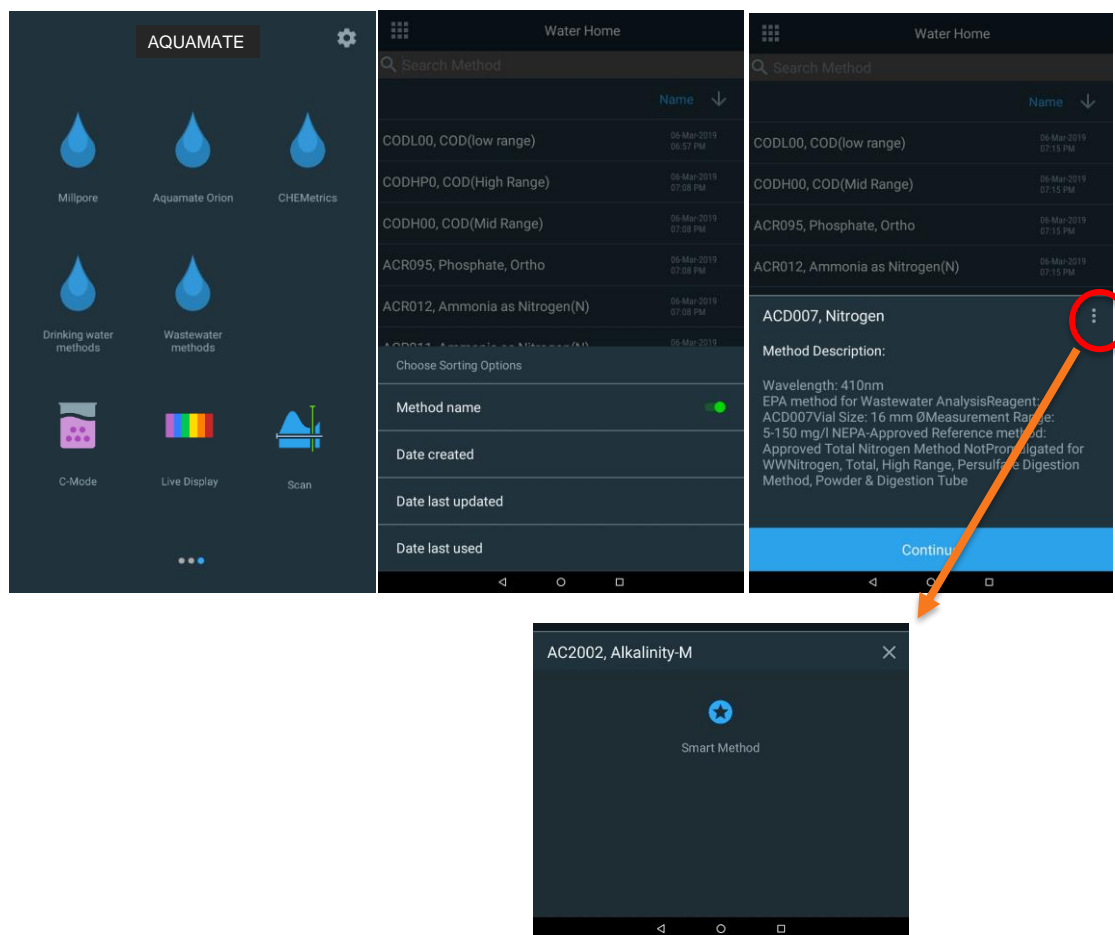 AQUAMATE
Millpore
Aquamate Orion
CHEMetrics
Drinking water
methods
Wastewater
methods
C-Mode
Live Display
Scan
Water Home
Search Method
Name
CODL00, COD(low range)
06-Mar-2019
06:57 PM
CODHP0, COD(High Range)
06-Mar-2019
07:08 PM
CODH00, COD(Mid Range)
06-Mar-2019
07:08 PM
ACR095, Phosphate, Ortho
06-Mar-2019
07:08 PM
ACR012, Ammonia as Nitrogen(N)
06-Mar-2019
07:08 PM
06-Mar-2019
Choose Sorting Options
Method name
Date created
Date last updated
Date last used
Water Home
Search Method
Name
CODL00, COD(low range)
06-Mar-2019
07:15 PM
CODH00, COD(Mid Range)
06-Mar-2019
07:15 PM
ACR095, Phosphate, Ortho
06-Mar-2019
07:15 PM
ACR012, Ammonia as Nitrogen(N)
06-Mar-2019
07:15 PM
ACD007, Nitrogen
Method Description:
Wavelength: 410nm
EPA method for Wastewater AnalysisReagent:
ACD007Vial Size: 16 mm ØMeasurement Range:
5-150 mg/l NEPA-Approved Reference method:
Approved Total Nitrogen Method NotPromulgated for
WWNitrogen, Total, High Range, Persulfate Digestion
Method, Powder & Digestion Tube
Continue
AC2002, Alkalinity-M
Smart Method